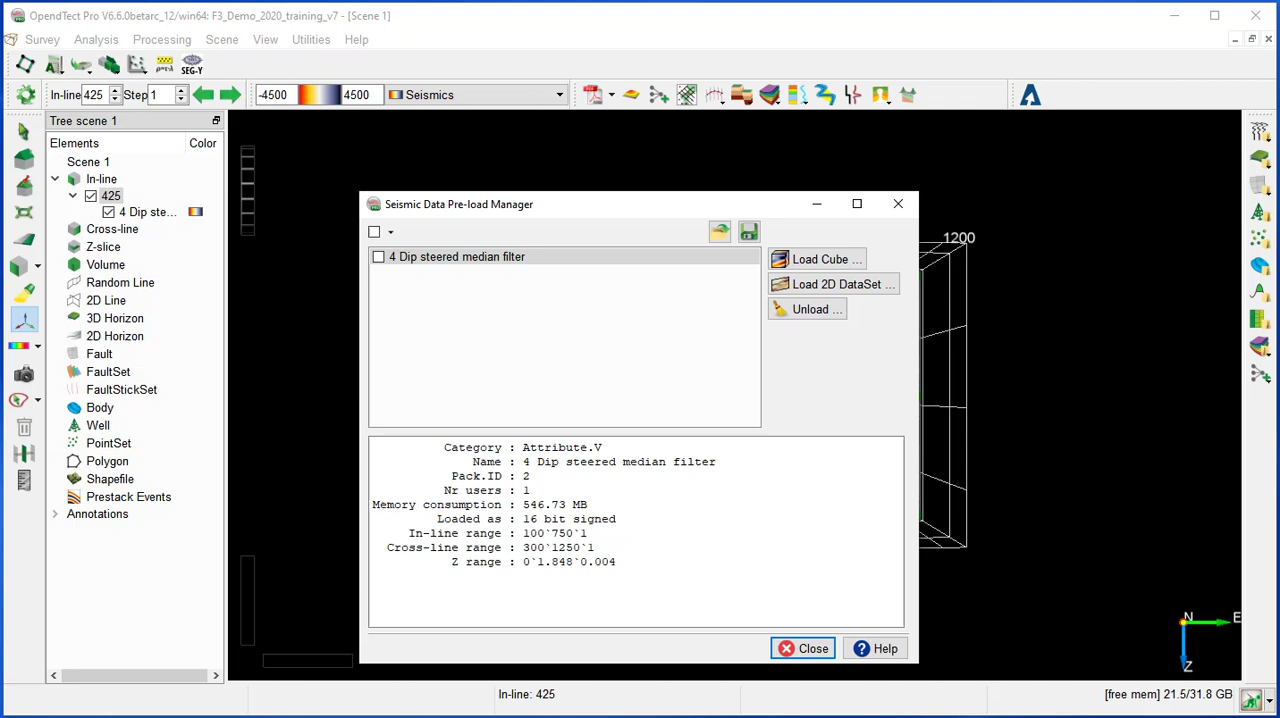 OpendTect Pro V6.6.0betarc_12/win64: F3_Demo_2020_training_v7 - [Scene 1]
Survey Analysis Processing Scene View Utilities Help
SEG-Y
In-line 425 Step 1 -4500 4500 Seismics
Tree scene 1
Elements Color
Scene 1
In-line
425
4 Dip ste...
Cross-line
Z-slice
Volume
Random Line
2D Line
3D Horizon
2D Horizon
Fault
FaultSet
FaultStickSet
Body
Well
PointSet
Polygon
Shapefile
Prestack Events
Annotations
1200
Seismic Data Pre-load Manager
4 Dip steered median filter
Load Cube ...
Load 2D DataSet ...
Unload ...
Category : Attribute.V
Name : 4 Dip steered median filter
Pack.ID : 2
Nr users : 1
Memory consumption : 546.73 MB
Loaded as : 16 bit signed
In-line range : 100`750`1
Cross-line range : 300`1250`1
Z range : 0`1.848`0.004
Close Help
N
E
Z
In-line: 425
[free mem] 21.5/31.8 GB